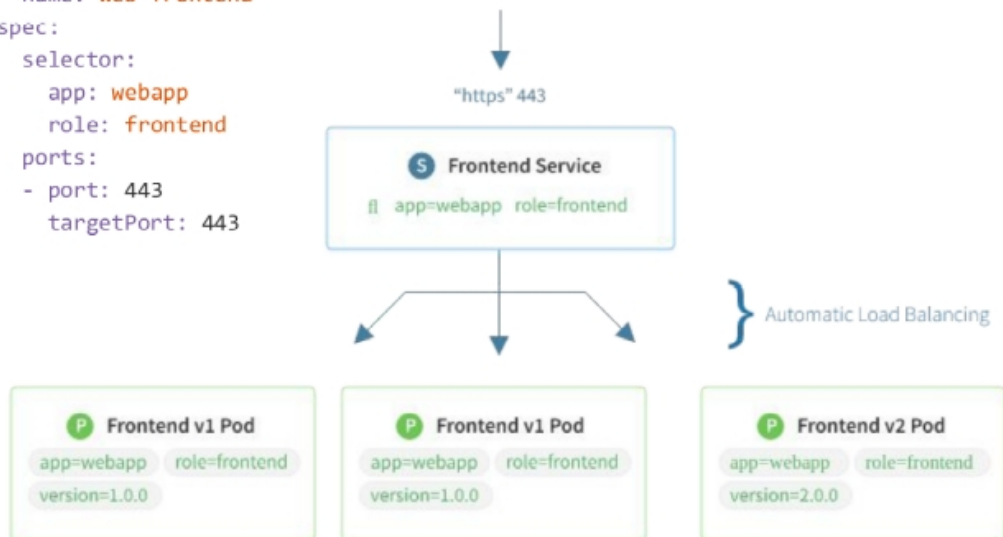 spec:
selector:
app: webapp
role: frontend
ports:
- port: 443
targetPort: 443
"https" 443
S Frontend Service
fl app=webapp role=frontend
Automatic Load Balancing
P Frontend v1 Pod
app=webapp role=frontend
version=1.0.0
P Frontend v1 Pod
app=webapp role=frontend
version=1.0.0
P Frontend v2 Pod
app=webapp role=frontend
version=2.0.0